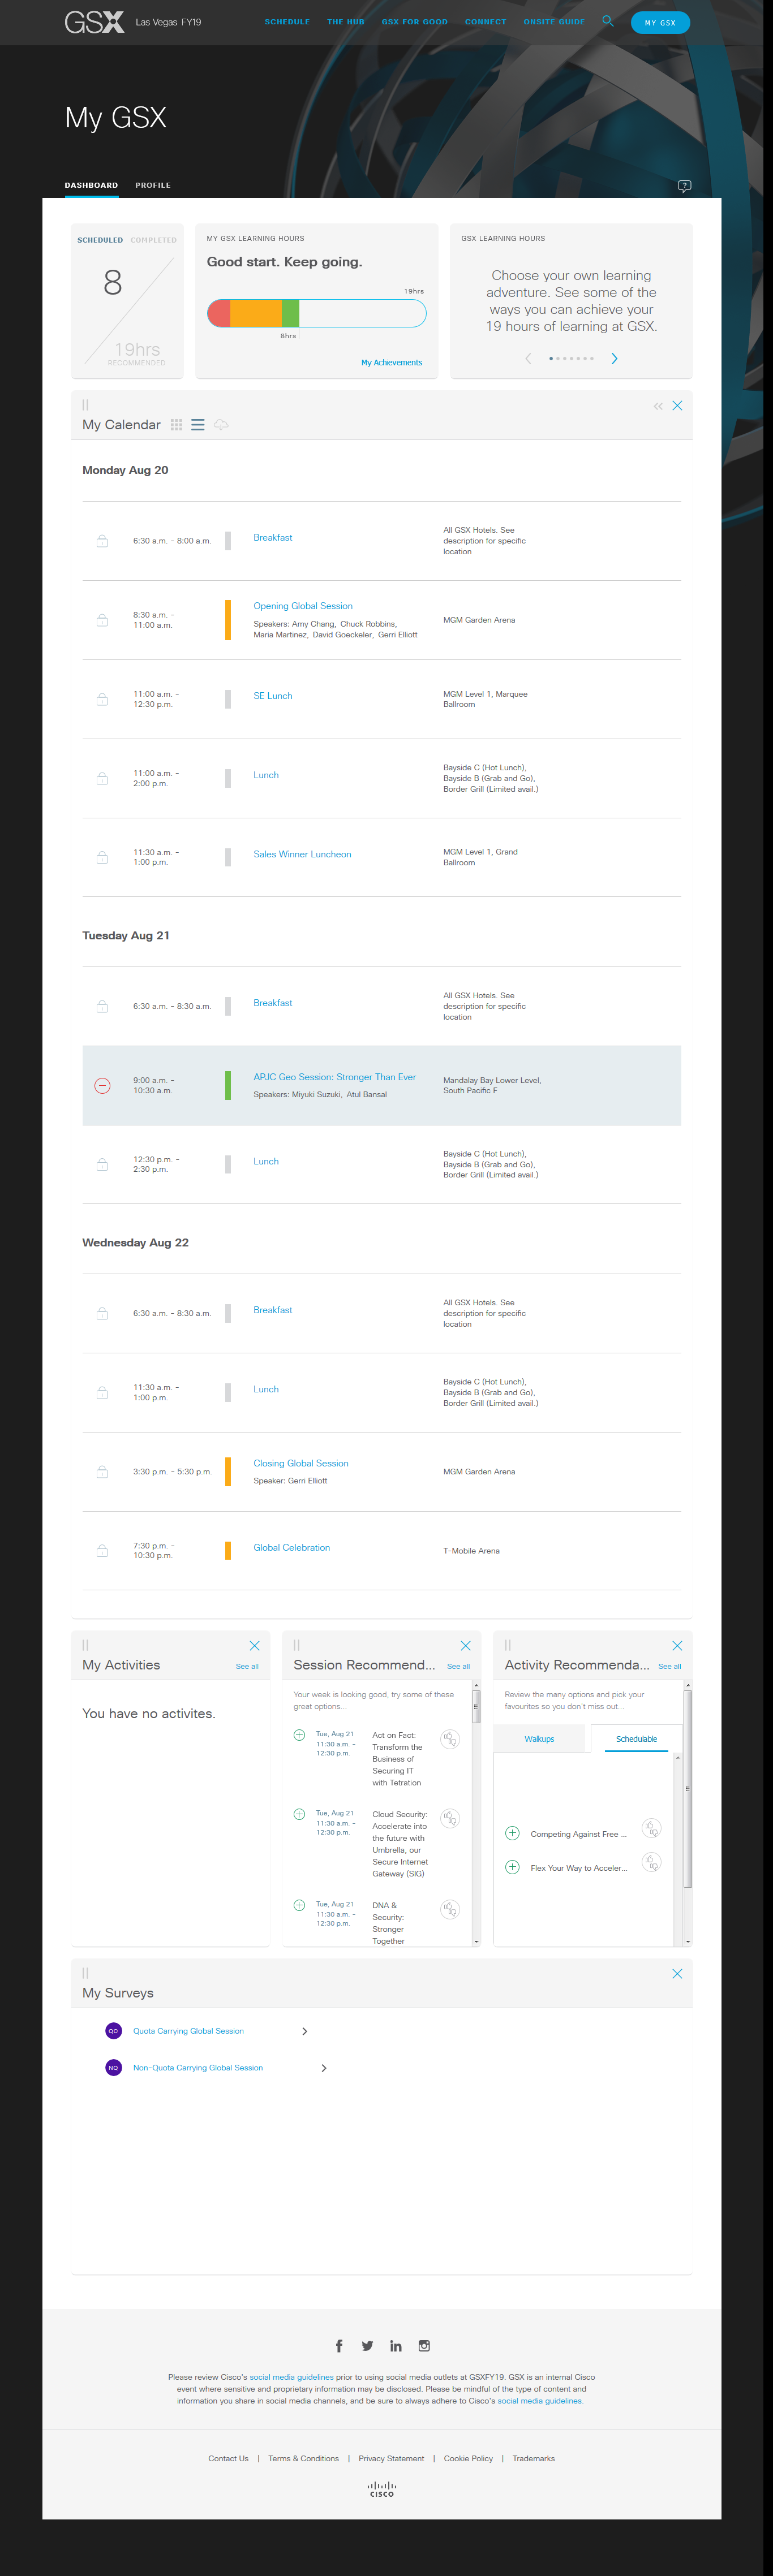 GSX Las Vegas FY19 SCHEDULE THE HUB GSX FOR GOOD CONNECT ONSITE GUIDE MY GSX
My GSX
DASHBOARD PROFILE ?
SCHEDULED COMPLETED
8
19hrs
RECOMMENDED
MY GSX LEARNING HOURS
Good start. Keep going.
19hrs
8hrs
My Achievements
GSX LEARNING HOURS
Choose your own learning
adventure. See some of the
ways you can achieve your
19 hours of learning at GSX.
My Calendar
Monday Aug 20
6:30 a.m. - 8:00 a.m.
Breakfast
All GSX Hotels. See
description for specific
location
8:30 a.m. -
11:00 a.m.
Opening Global Session
Speakers: Amy Chang, Chuck Robbins,
Maria Martinez, David Goeckeler, Gerri Elliott
MGM Garden Arena
11:00 a.m. -
12:30 p.m.
SE Lunch
MGM Level 1, Marquee
Ballroom
11:00 a.m. -
2:00 p.m.
Lunch
Bayside C (Hot Lunch),
Bayside B (Grab and Go),
Border Grill (Limited avail.)
11:30 a.m. -
1:00 p.m.
Sales Winner Luncheon
MGM Level 1, Grand
Ballroom
Tuesday Aug 21
6:30 a.m. - 8:30 a.m.
Breakfast
All GSX Hotels. See
description for specific
location
9:00 a.m. -
10:30 a.m.
APJC Geo Session: Stronger Than Ever
Speakers: Miyuki Suzuki, Atul Bansal
Mandalay Bay Lower Level,
South Pacific F
12:30 p.m. -
2:30 p.m.
Lunch
Bayside C (Hot Lunch),
Bayside B (Grab and Go),
Border Grill (Limited avail.)
Wednesday Aug 22
6:30 a.m. - 8:30 a.m.
Breakfast
All GSX Hotels. See
description for specific
location
11:30 a.m. -
1:00 p.m.
Lunch
Bayside C (Hot Lunch),
Bayside B (Grab and Go),
Border Grill (Limited avail.)
3:30 p.m. - 5:30 p.m.
Closing Global Session
Speaker: Gerri Elliott
MGM Garden Arena
7:30 p.m. -
10:30 p.m.
Global Celebration
T-Mobile Arena
My Activities See all
You have no activites.
Session Recommend... See all
Your week is looking good, try some of these
great options...
Tue, Aug 21
11:30 a.m. -
12:30 p.m.
Act on Fact:
Transform the
Business of
Securing IT
with Tetration
Tue, Aug 21
11:30 a.m. -
12:30 p.m.
Cloud Security:
Accelerate into
the future with
Umbrella, our
Secure Internet
Gateway (SIG)
Tue, Aug 21
11:30 a.m. -
12:30 p.m.
DNA &
Security:
Stronger
Together
Activity Recommenda... See all
Review the many options and pick your
favourites so you don't miss out...
Walkups Schedulable
Competing Against Free ...
Flex Your Way to Acceler...
My Surveys
QC Quota Carrying Global Session
NQ Non-Quota Carrying Global Session
Please review Cisco's social media guidelines prior to using social media outlets at GSXFY19. GSX is an internal Cisco
event where sensitive and proprietary information may be disclosed. Please be mindful of the type of content and
information you share in social media channels, and be sure to always adhere to Cisco's social media guidelines.
Contact Us | Terms & Conditions | Privacy Statement | Cookie Policy | Trademarks
CISCO